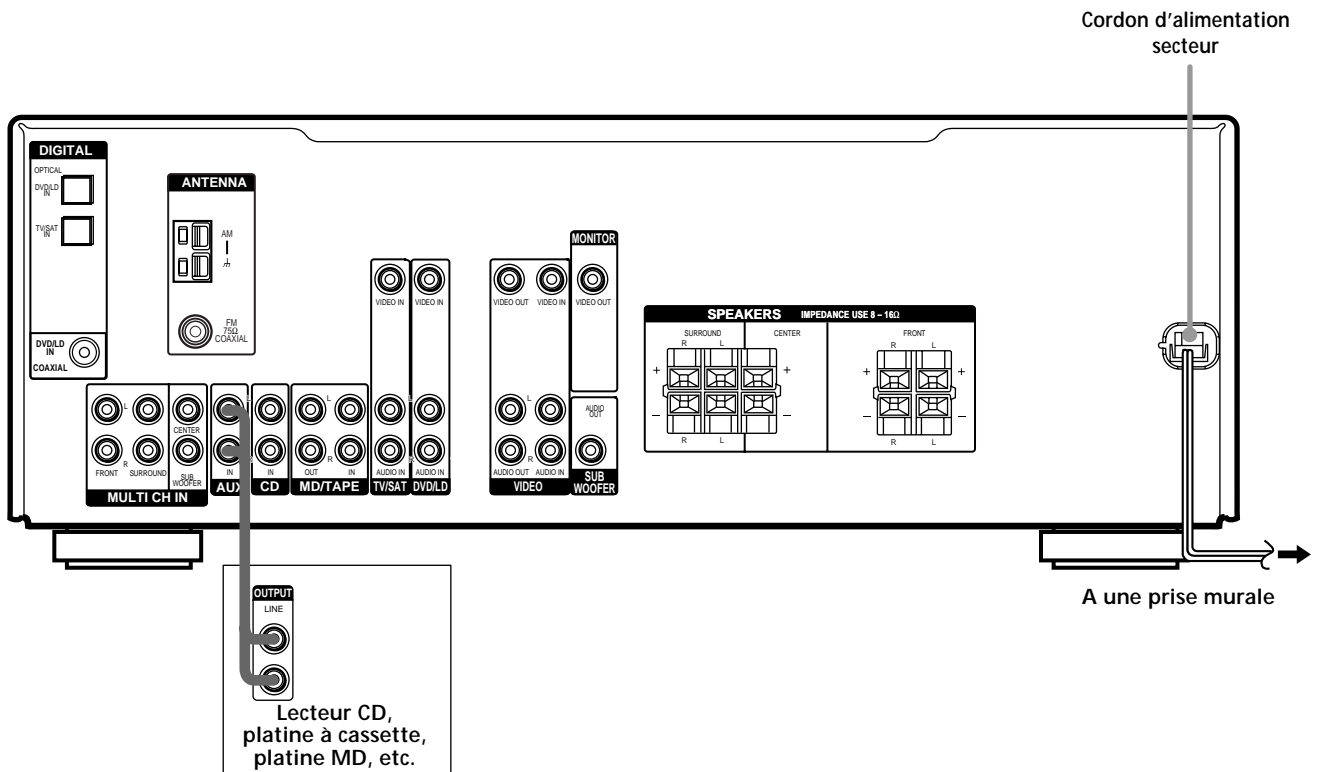 Cordon d'alimentation
secteur
DIGITAL
OPTICAL
DVD/LD
IN
TV/SAT
IN
DVD/LD
IN
COAXIAL
ANTENNA
AM
FM
75Ω
COAXIAL
MONITOR
VIDEO IN
VIDEO IN
VIDEO OUT
VIDEO IN
VIDEO OUT
SPEAKERS
IMPEDANCE USE 8 – 16Ω
SURROUND
CENTER
FRONT
R
L
R
L
+
+
+
+
–
–
–
–
R
L
R
L
L
L
L
L
L
AUDIO
OUT
CENTER
R
R
R
R
FRONT
SURROUND
SUB
WOOFER
IN
IN
OUT
IN
AUDIO IN
AUDIO IN
AUDIO OUT
AUDIO IN
MULTI CH IN
AUX
CD
MD/TAPE
TV/SAT
DVD/LD
VIDEO
SUB
WOOFER
OUTPUT
LINE
Lecteur CD,
platine à cassette,
platine MD, etc.
A une prise murale